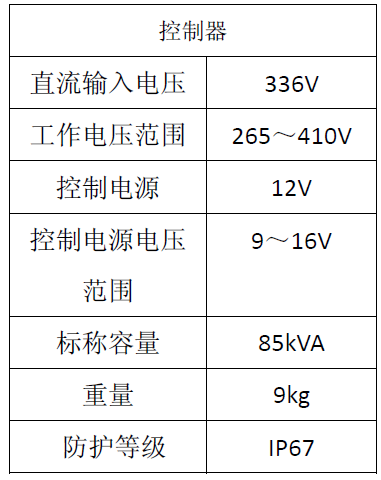 控制器
直流输入电压 336V
工作电压范围 265～410V
控制电源 12V
控制电源电压 9～16V
范围
标称容量 85kVA
重量 9kg
防护等级 IP67